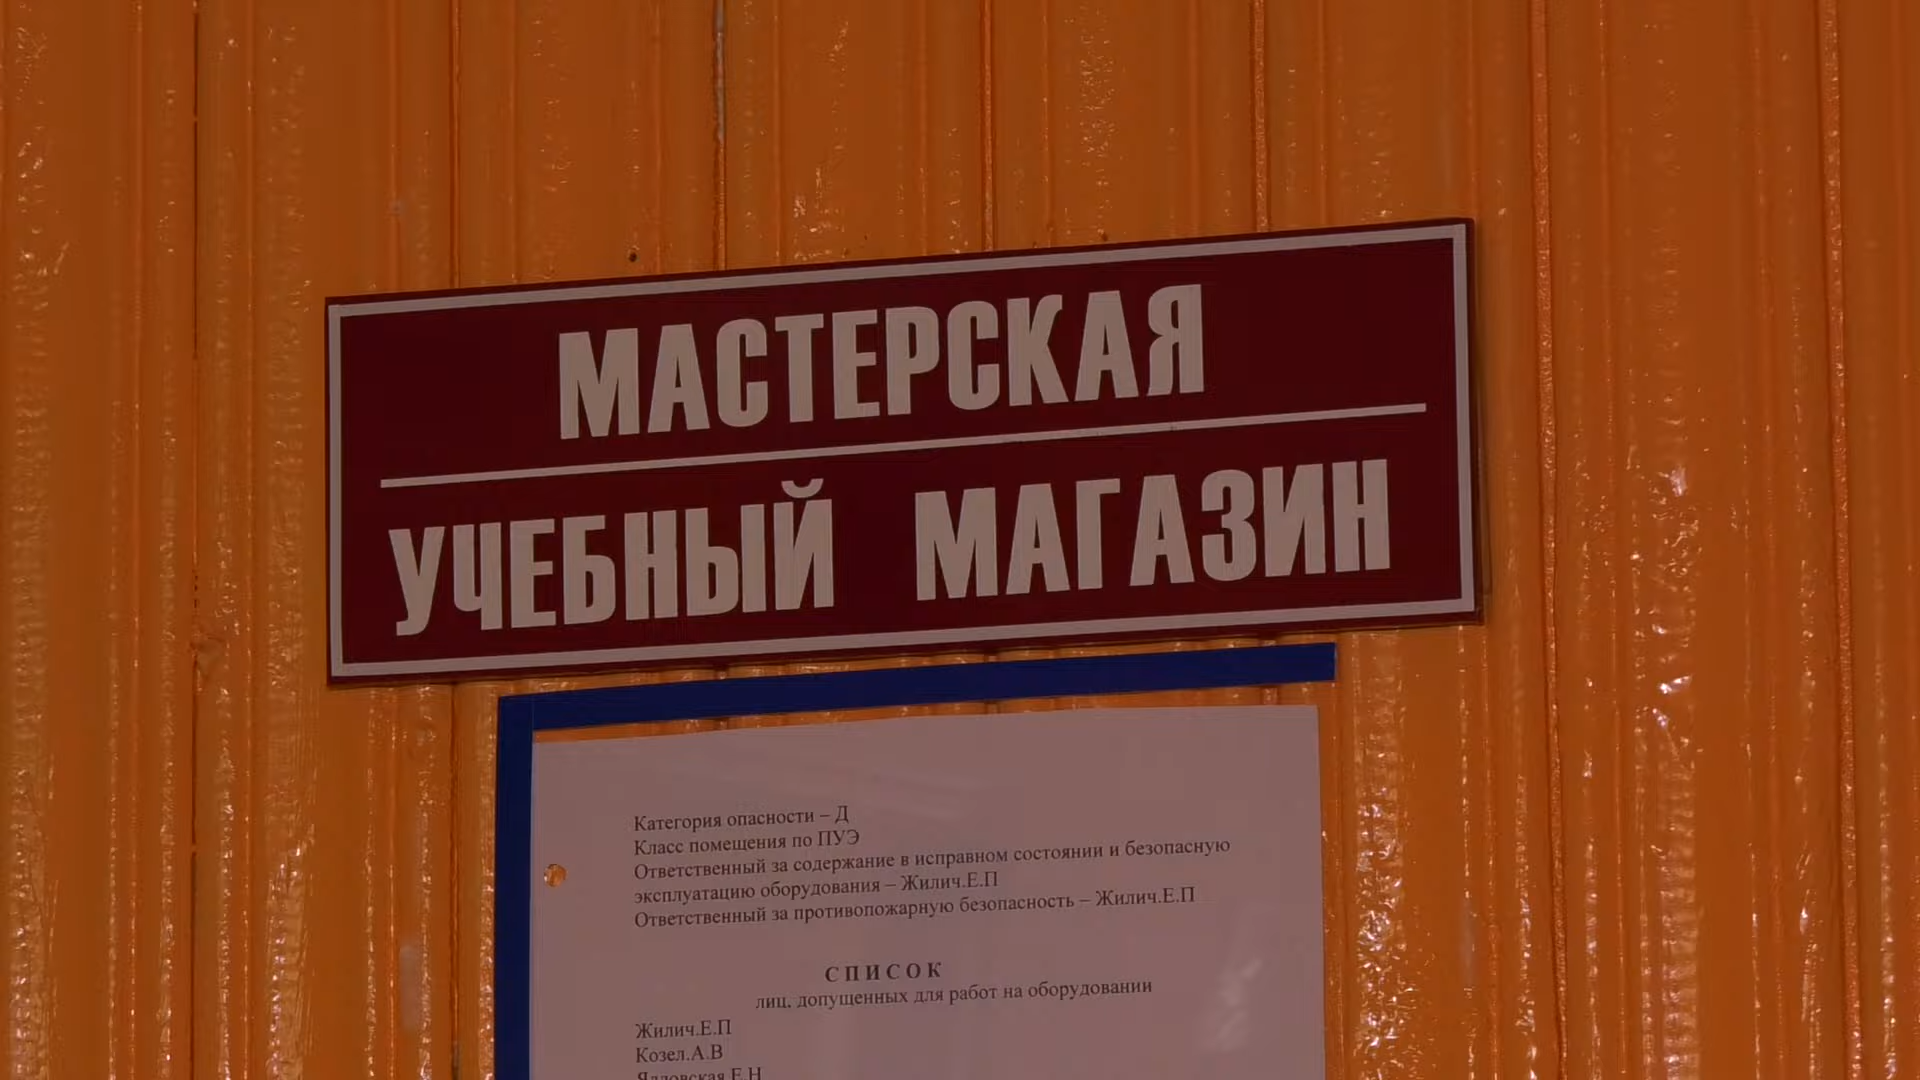 МАСТЕРСКАЯ
УЧЕБНЫЙ МАГАЗИН
Категория опасности – Д
Класс помещения по ПУЭ
Ответственный за содержание в исправном состоянии и безопасную
эксплуатацию оборудования – Жилич.Е.П
Ответственный за противопожарную безопасность – Жилич.Е.П
СПИСОК
лиц, допущенных для работ на оборудовании
Жилич.Е.П
Козел.А.В